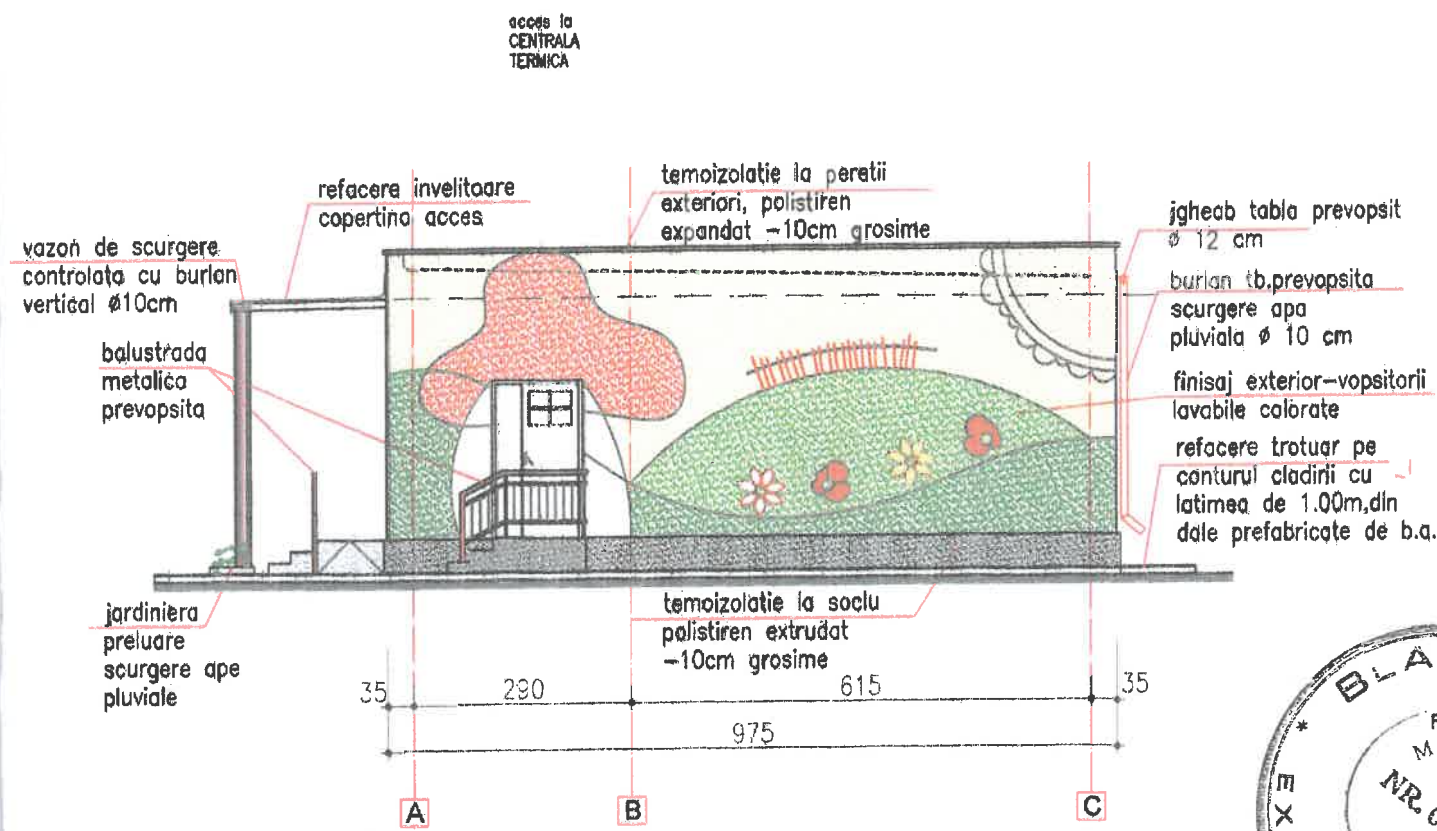 acces la
CENTRALA
TERMICA
refacere invelitoare
copertina acces
temoizolatie la peretii
exteriori, polistiren
expandat -10cm grosime
vazon de scurgere
controlata cu burlan
vertical ø10cm
balustrada
metalica
prevopsita
jgheab tabla prevopsit
ø 12 cm
burlan tb.prevopsita
scurgere apa
pluviala ø 10 cm
finisaj exterior-vopsitorii
lavabile colorate
refacere trotuar pe
conturul cladirii cu
latimea de 1.00m,din
dale prefabricate de b.a.
jardiniera
preluare
scurgere ape
pluviale
temoizolatie la soclu
polistiren extrudat
-10cm grosime
35 290 615 35
975
A B C
BLA
* EX
NR.